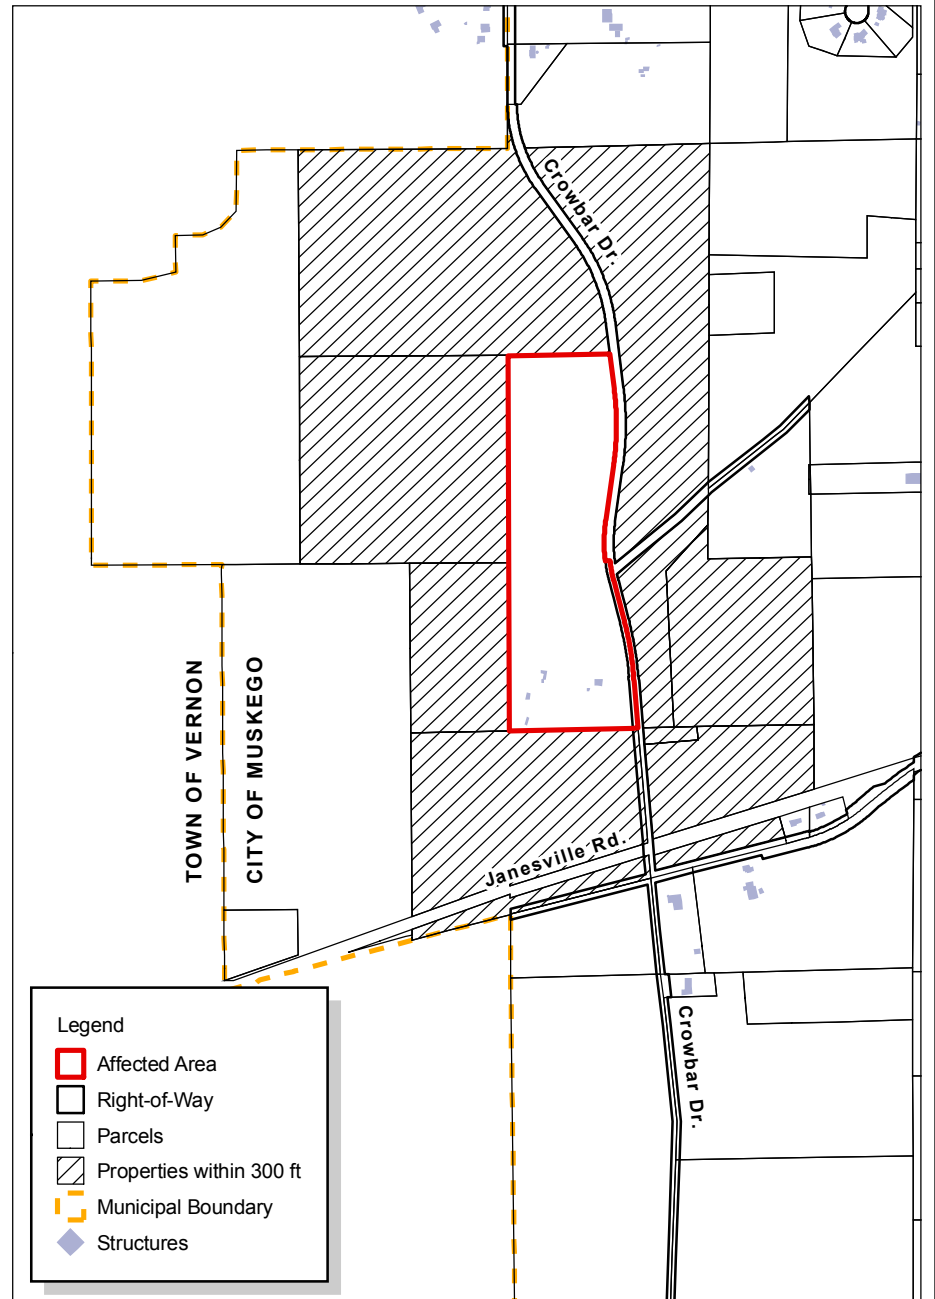 Crowbar Dr.
TOWN OF VERNON
CITY OF MUSKEGO
Janesville Rd.
Crowbar Dr.
Legend
Affected Area
Right-of-Way
Parcels
Properties within 300 ft
Municipal Boundary
Structures